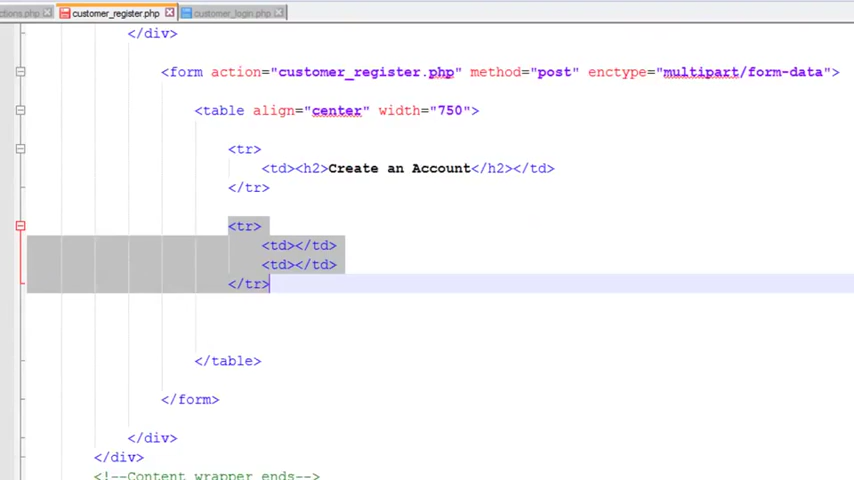 ctions.php customer_register.php customer_login.php
</div>
<form action="customer_register.php" method="post" enctype="multipart/form-data">
<table align="center" width="750">
<tr>
<td><h2>Create an Account</h2></td>
</tr>
<tr>
<td></td>
<td></td>
</tr>
</table>
</form>
</div>
</div>
<!--Content wrapper ends-->